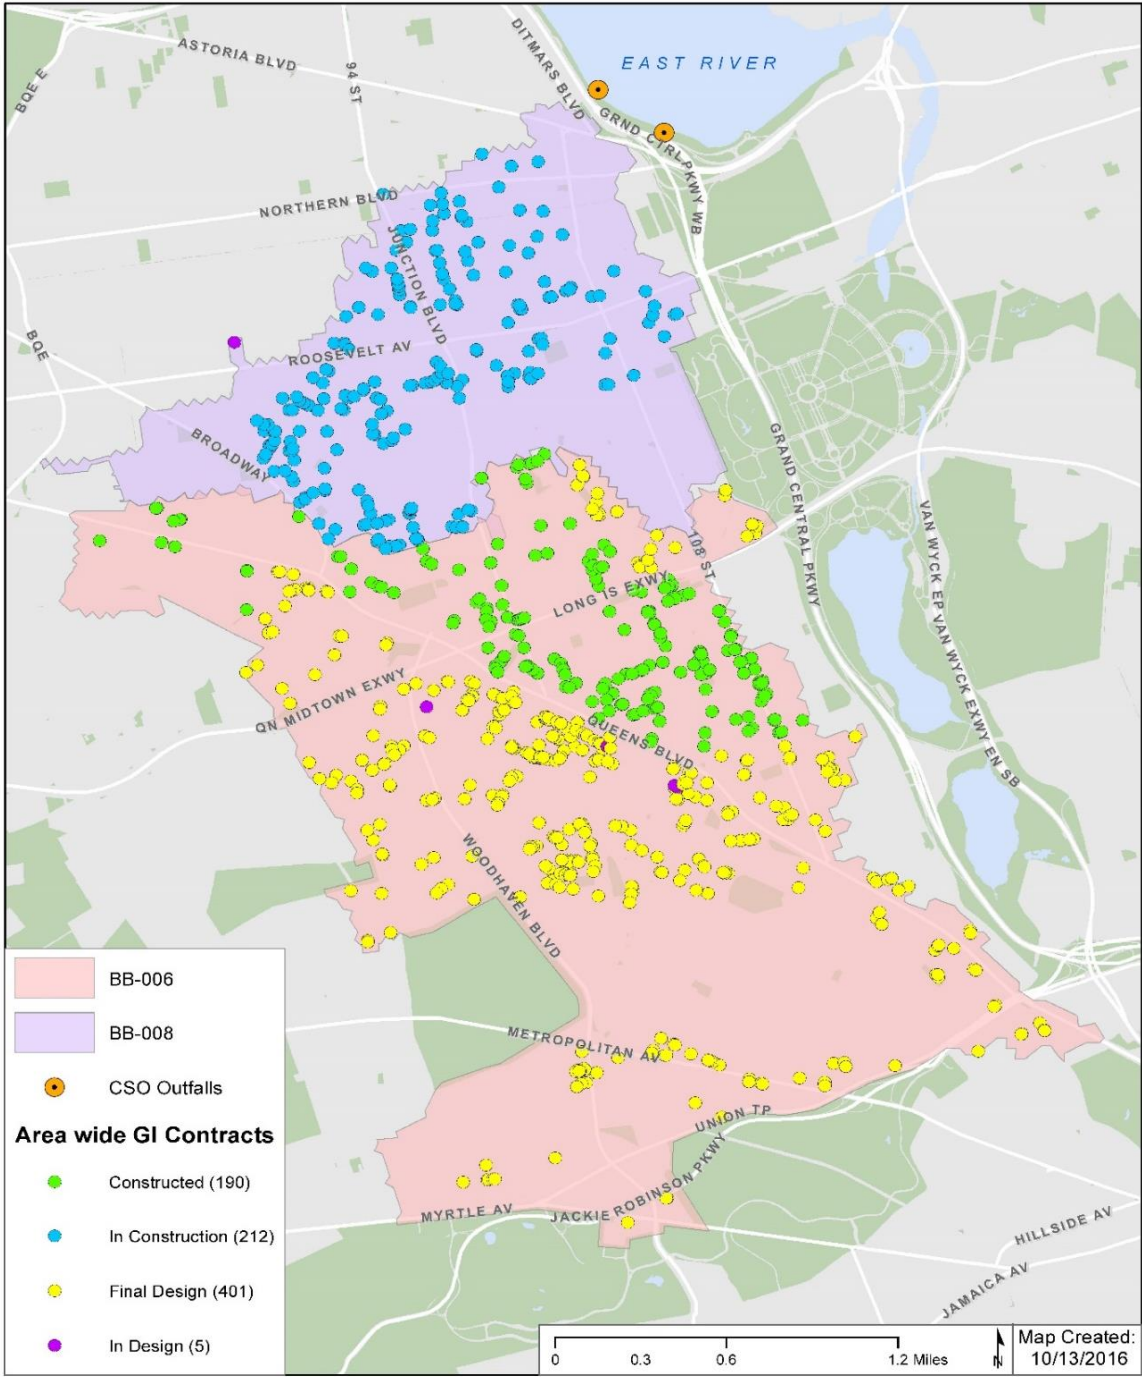 DITMARS BLVD
EAST RIVER
ASTORIA BLVD
94 ST
BQE E
GRND CTRL PKWY WB
NORTHERN BLVD
JUNCTION BLVD
BQE
ROOSEVELT AV
BROADWAY
GRAND CENTRAL PKWY
VAN WYCK EP
VAN WYCK EXWY EN SB
108 ST
LONG IS EXWY
QN MIDTOWN EXWY
QUEENS BLVD
WOODHAVEN BLVD
METROPOLITAN AV
UNION TP
JACKIE ROBINSON PKWY
MYRTLE AV
HILLSIDE AV
JAMAICA AV
BB-006
BB-008
CSO Outfalls
Area wide GI Contracts
Constructed (190)
In Construction (212)
Final Design (401)
In Design (5)
0 0.3 0.6 1.2 Miles
N
Map Created:
10/13/2016